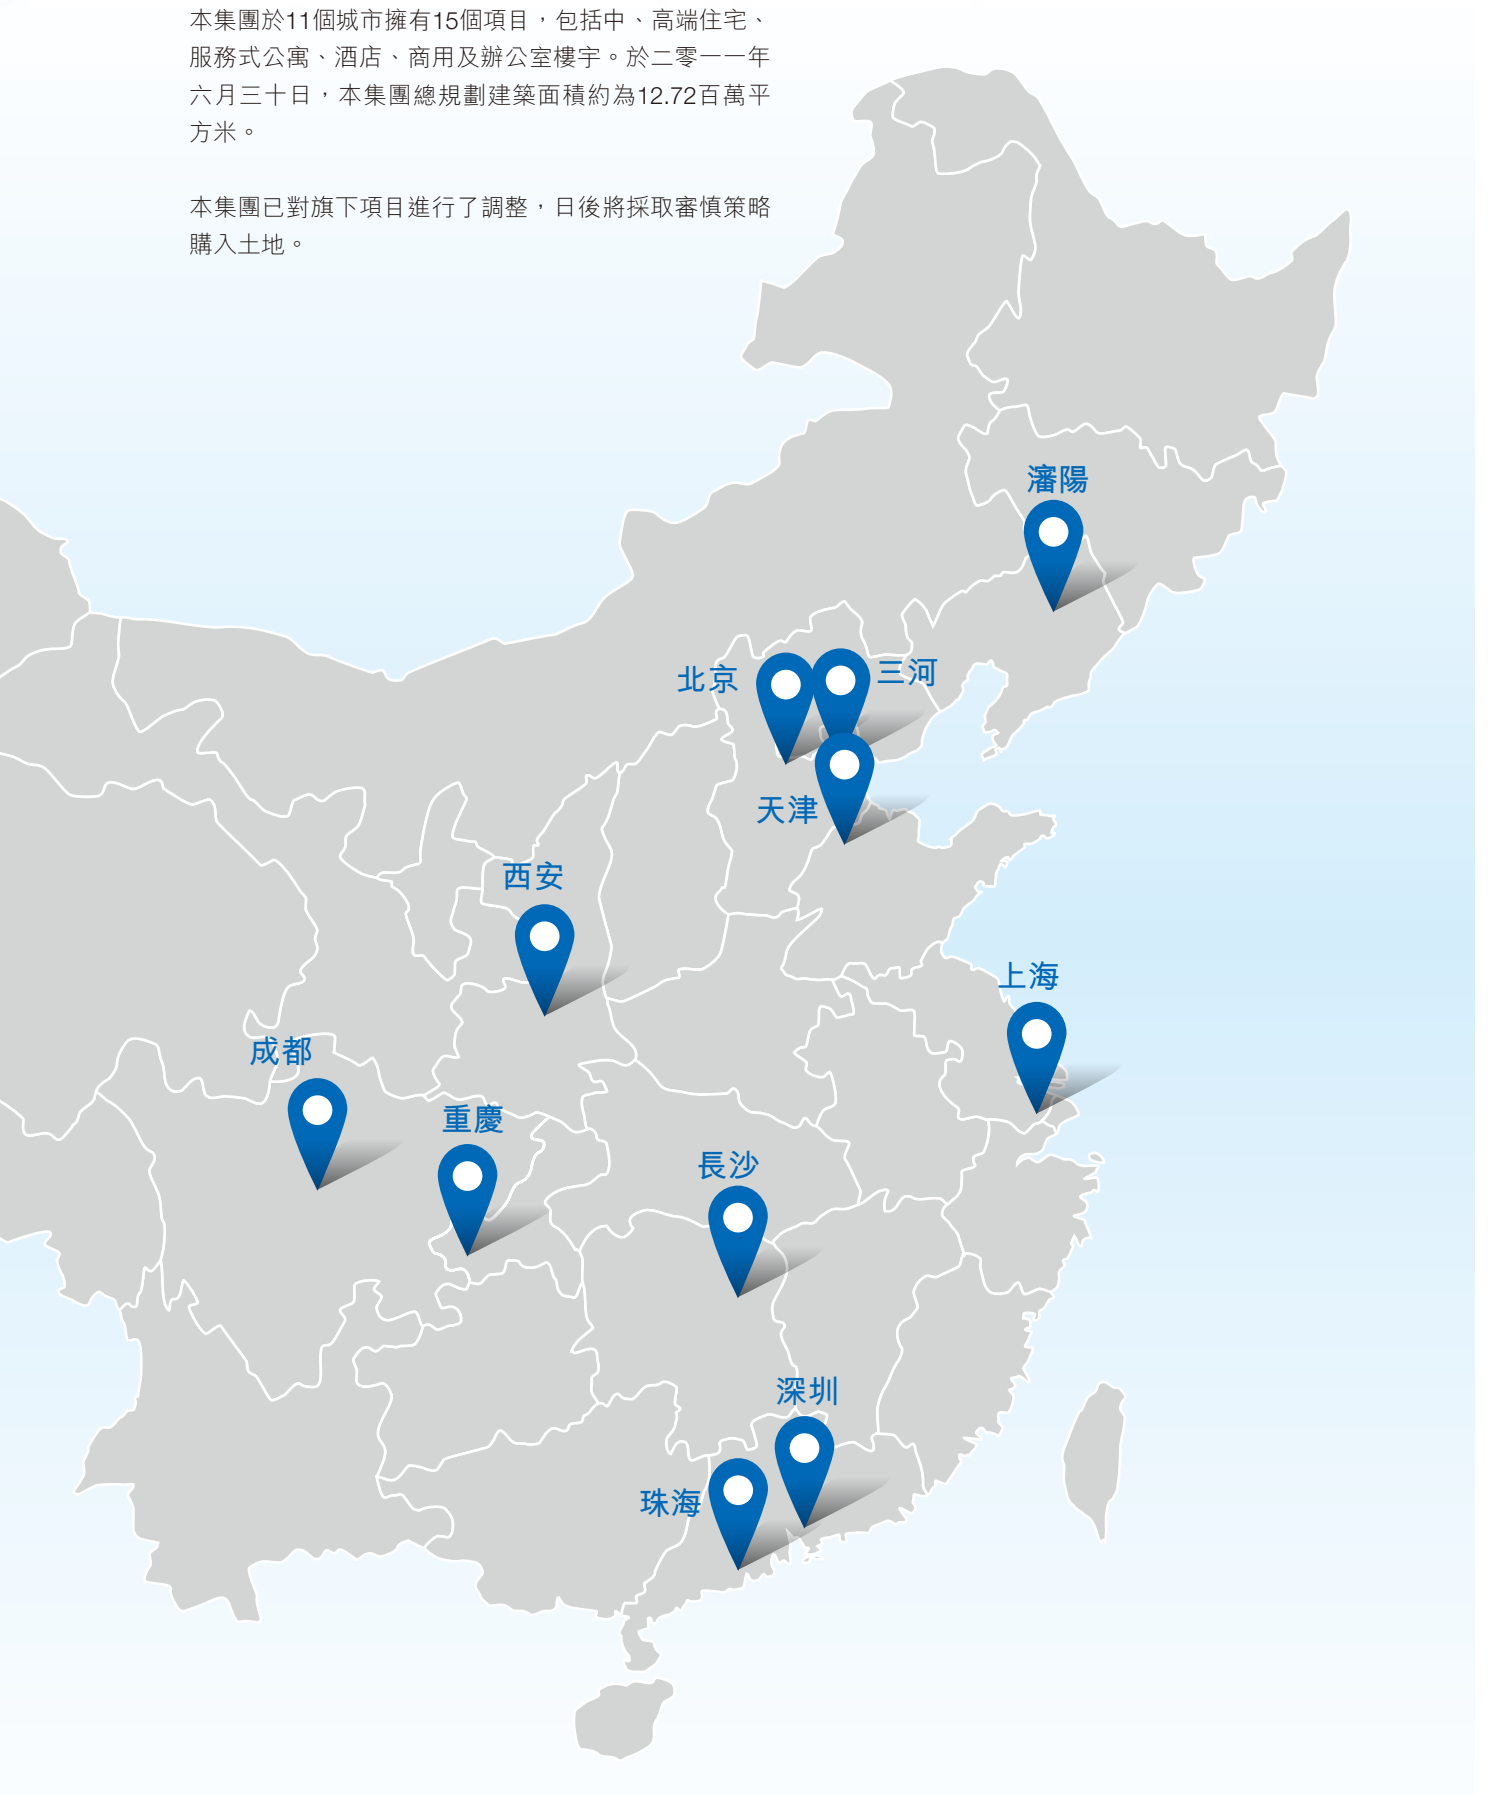 本集團於11個城市擁有15個項目，包括中、高端住宅、
服務式公寓、酒店、商用及辦公室樓宇。於二零一一年
六月三十日，本集團總規劃建築面積約為12.72百萬平
方米。
本集團已對旗下項目進行了調整，日後將採取審慎策略
購入土地。
瀋陽
北京
三河
天津
西安
上海
成都
重慶
長沙
深圳
珠海